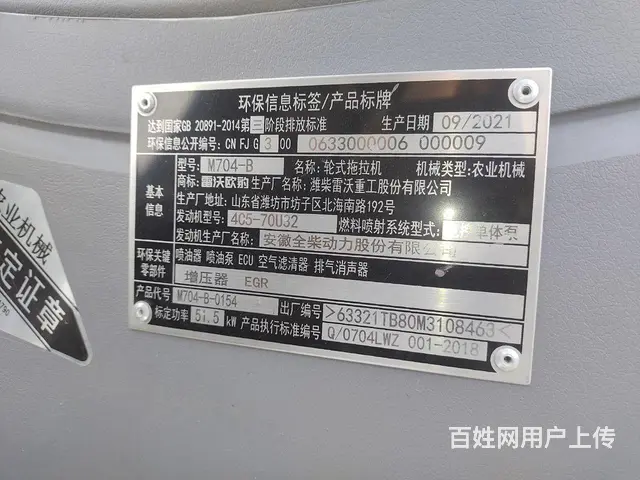 环保信息标签/产品标牌
达到国家GB 20891-2014第三阶段排放标准 生产日期 09/2021
环保信息公开编号: CN FJ G 3 00 0633000006 000009
基本信息
型号: M704-B 名称: 轮式拖拉机 机械类型: 农业机械
商标: 雷沃欧豹 生产厂名称: 潍柴雷沃重工股份有限公司
生产厂地址: 山东省潍坊市坊子区北海南路192号
发动机型号: 4C5-70U32 燃料喷射系统型式: 单体泵
发动机生产厂名称: 安徽全柴动力股份有限公司
环保关键零部件
喷油器 喷油泵 ECU 空气滤清器 排气消声器
增压器 EGR
产品代号 M704-B-Q154 出厂编号 >63321TB80M3108463<
标定功率 51.5 kW 产品执行标准编号 Q/0704LWZ 001-2018
农业机械
定证章
百姓网用户上传